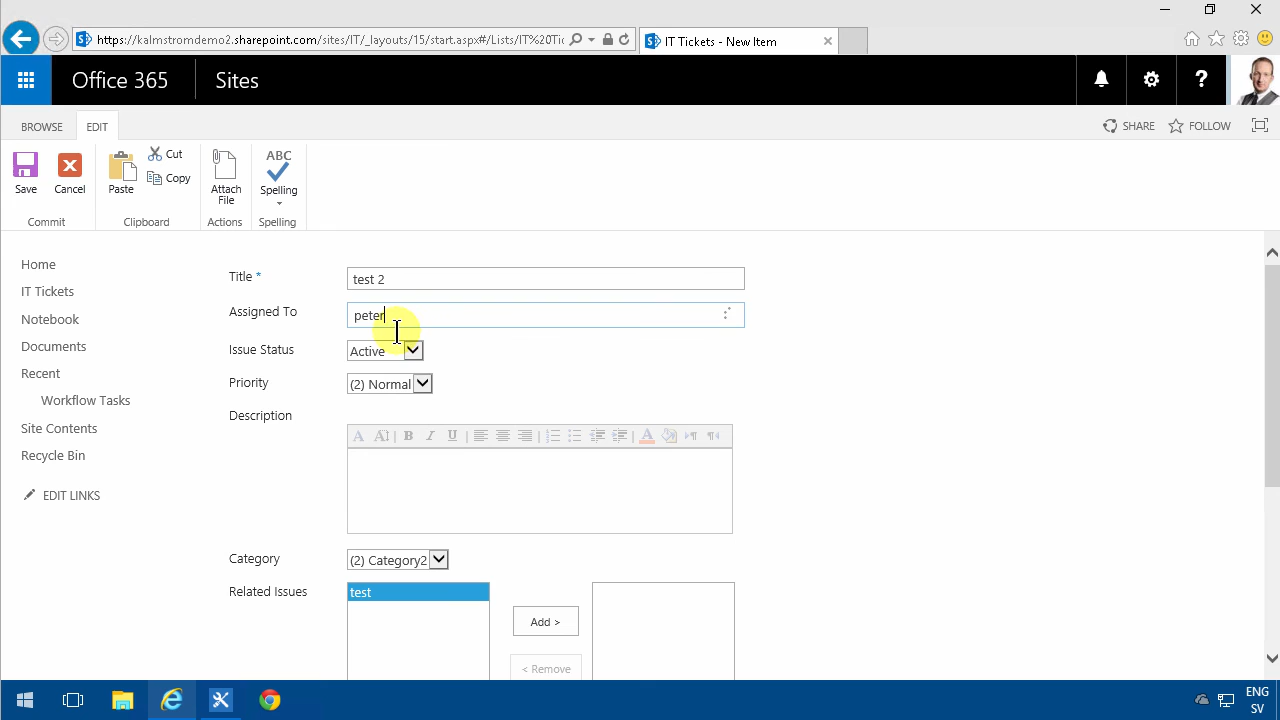 https://kalmstromdemo2.sharepoint.com/sites/IT/_layouts/15/start.aspx#/Lists/IT%20Tic
IT Tickets - New Item
Office 365
Sites
BROWSE
EDIT
SHARE
FOLLOW
Save
Cancel
Paste
Cut
Copy
Attach
File
ABC
Spelling
Commit
Clipboard
Actions
Spelling
Home
IT Tickets
Notebook
Documents
Recent
Workflow Tasks
Site Contents
Recycle Bin
EDIT LINKS
Title *
test 2
Assigned To
peter
Issue Status
Active
Priority
(2) Normal
Description
Category
(2) Category2
Related Issues
test
Add >
< Remove
ENG
SV